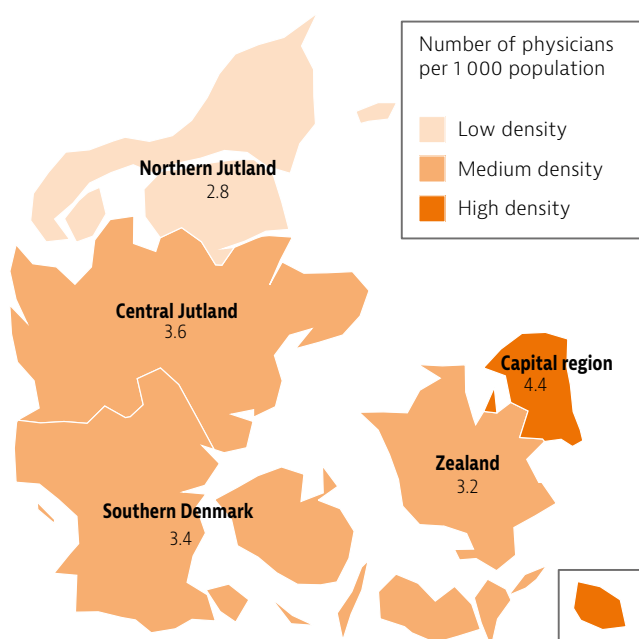 Number of physicians
per 1 000 population
Low density
Medium density
High density
Northern Jutland
2.8
Central Jutland
3.6
Capital region
4.4
Zealand
3.2
Southern Denmark
3.4